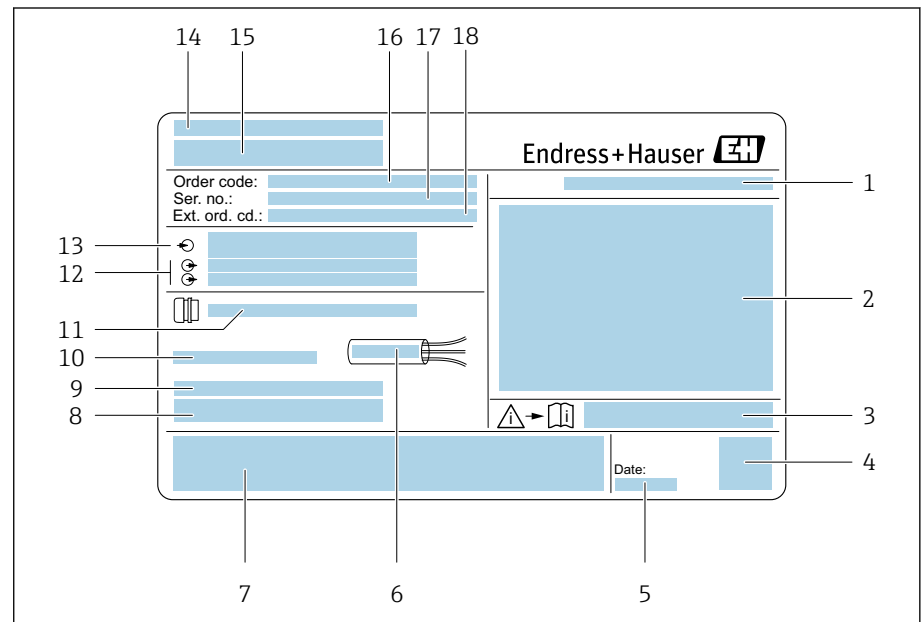 14 15 16 17 18
Endress+Hauser EH
Order code:
Ser. no.:
Ext. ord. cd.:
1
13
12
2
11
10
9
8
i i
3
4
Date:
7 6 5